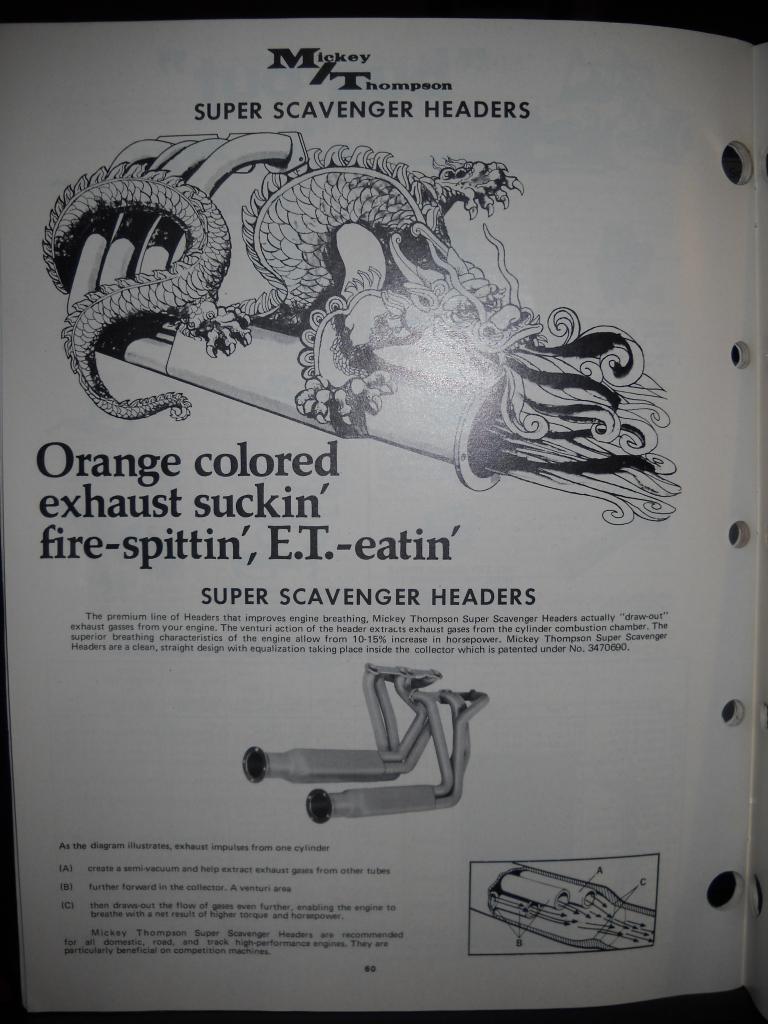 Mickey
Thompson
SUPER SCAVENGER HEADERS
Orange colored
exhaust suckin'
fire-spittin', E.T.-eatin'
SUPER SCAVENGER HEADERS
The premium line of Headers that improves engine breathing, Mickey Thompson Super Scavenger Headers actually "draw-out"
exhaust gasses from your engine. The venturi action of the header extracts exhaust gases from the cylinder combustion chamber. The
superior breathing characteristics of the engine allow from 10-15% increase in horsepower. Mickey Thompson Super Scavenger
Headers are a clean, straight design with equalization taking place inside the collector which is patented under No. 3470690.
As the diagram illustrates, exhaust impulses from one cylinder
(A) create a semi-vacuum and help extract exhaust gases from other tubes
(B) further forward in the collector. A venturi area
(C) then draws-out the flow of gases even further, enabling the engine to
breathe with a net result of higher torque and horsepower.
Mickey Thompson Super Scavenger Headers are recommended
for all domestic, road, and track high-performance engines. They are
particularly beneficial on competition machines.
A
C
B
60